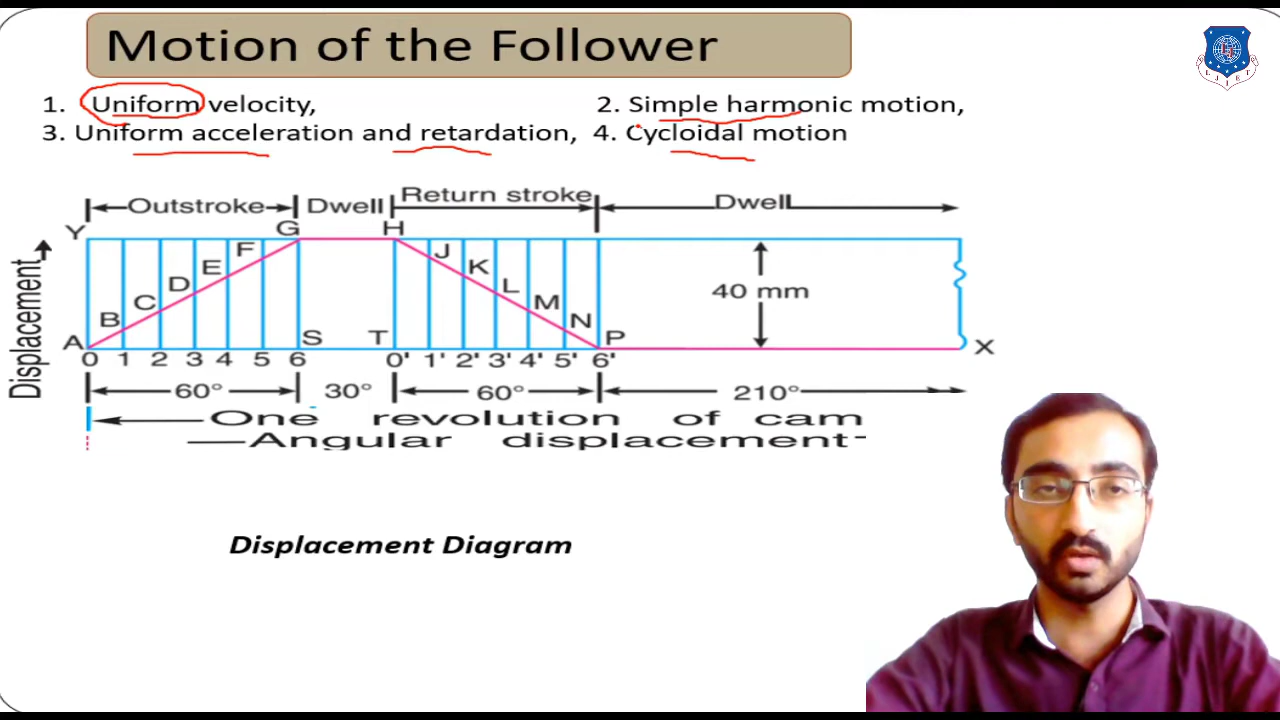 Motion of the Follower
1. Uniform velocity, 2. Simple harmonic motion,
3. Uniform acceleration and retardation, 4. Cycloidal motion
Outstroke Dwell Return stroke Dwell
Y G H
Displacement
F J
E K
D L 40 mm
C M
B N
A S T P X
0 1 2 3 4 5 6 0' 1' 2' 3' 4' 5' 6'
60° 30° 60° 210°
One revolution of cam
Angular displacement
Displacement Diagram
LJIET